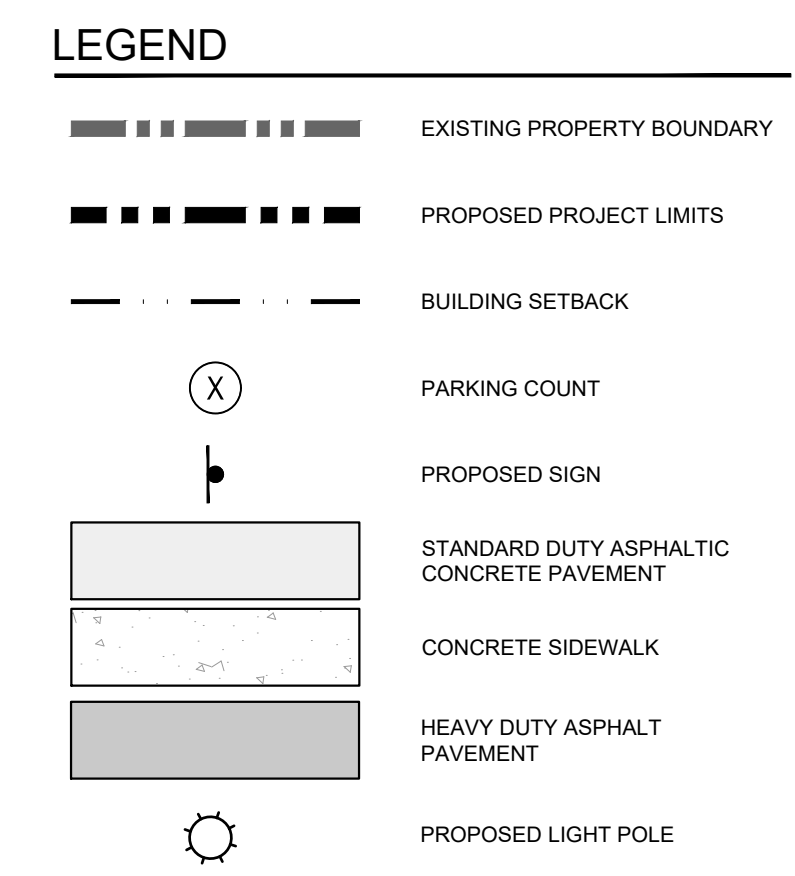 LEGEND
EXISTING PROPERTY BOUNDARY
PROPOSED PROJECT LIMITS
BUILDING SETBACK
X
PARKING COUNT
PROPOSED SIGN
STANDARD DUTY ASPHALTIC
CONCRETE PAVEMENT
CONCRETE SIDEWALK
HEAVY DUTY ASPHALT
PAVEMENT
PROPOSED LIGHT POLE